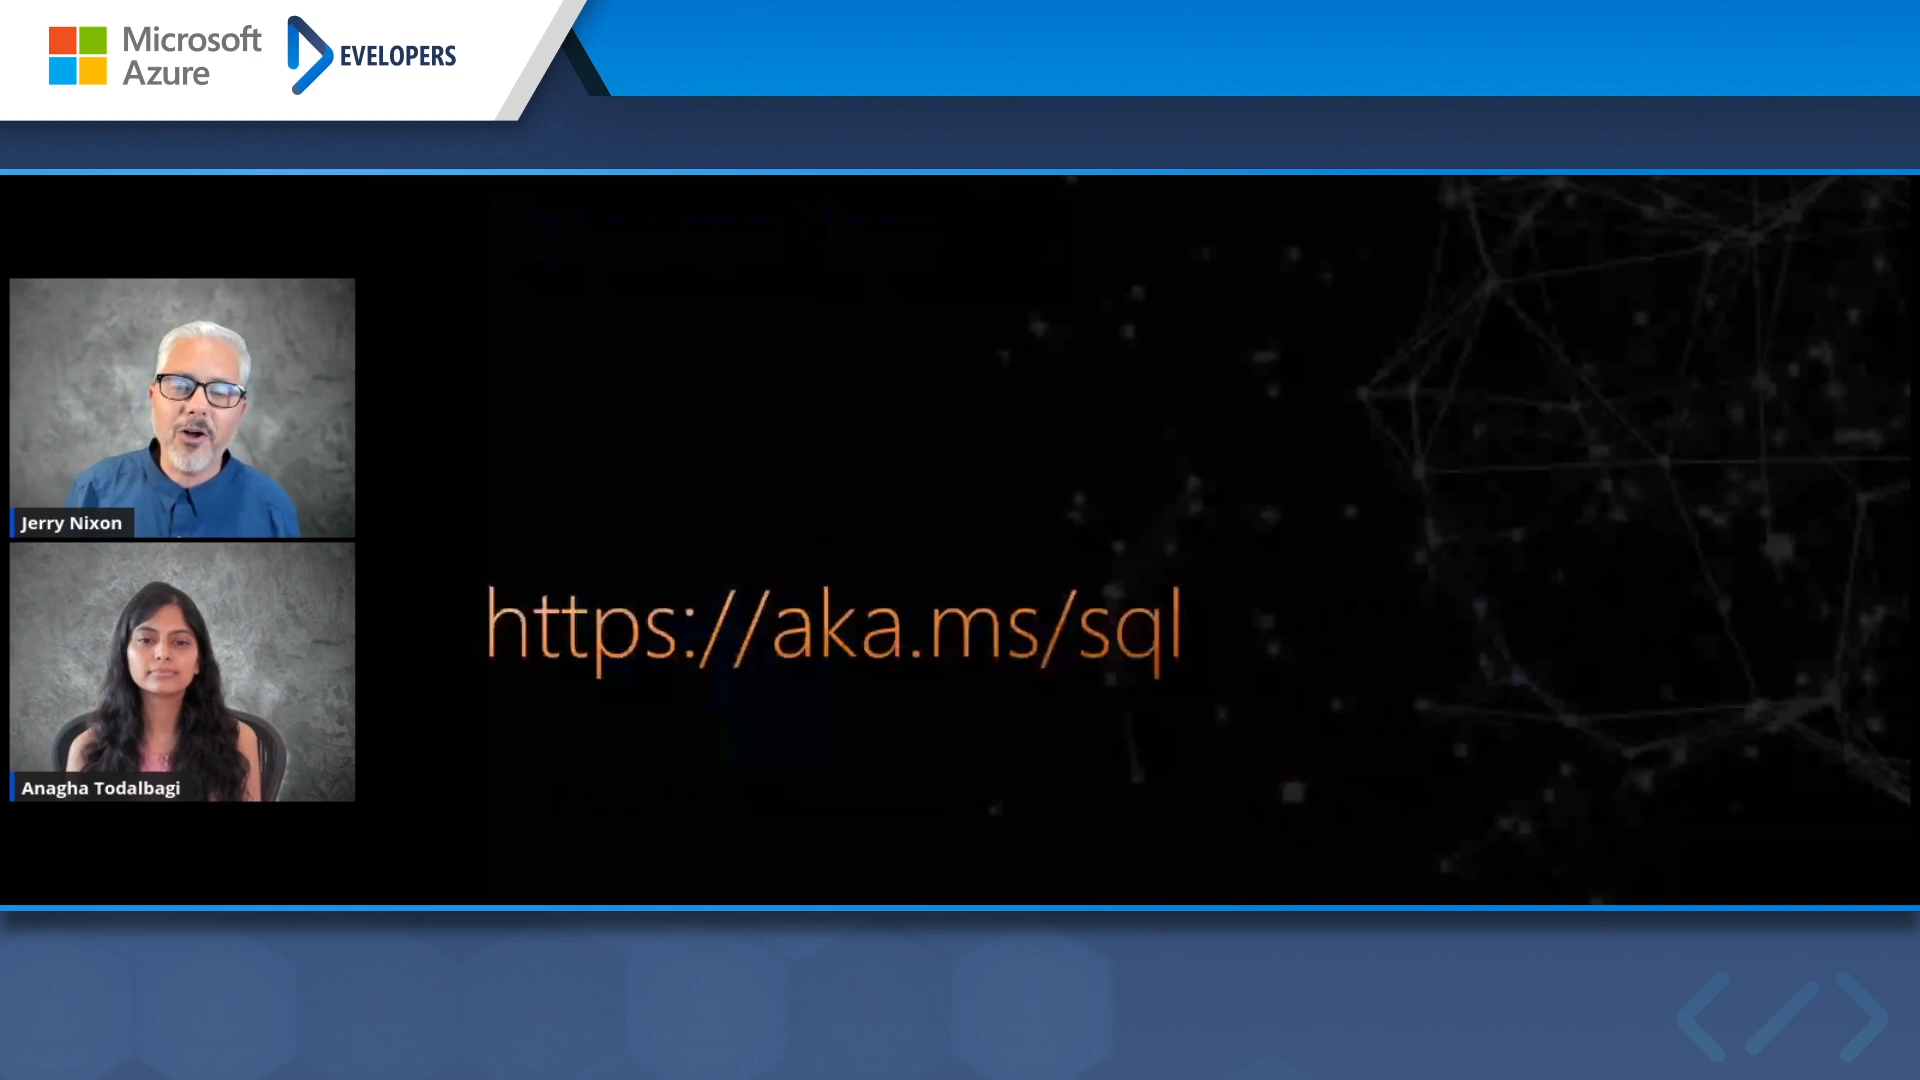 Microsoft
Azure
EVELOPERS
Jerry Nixon
https://aka.ms/sql
Anagha Todalbagi